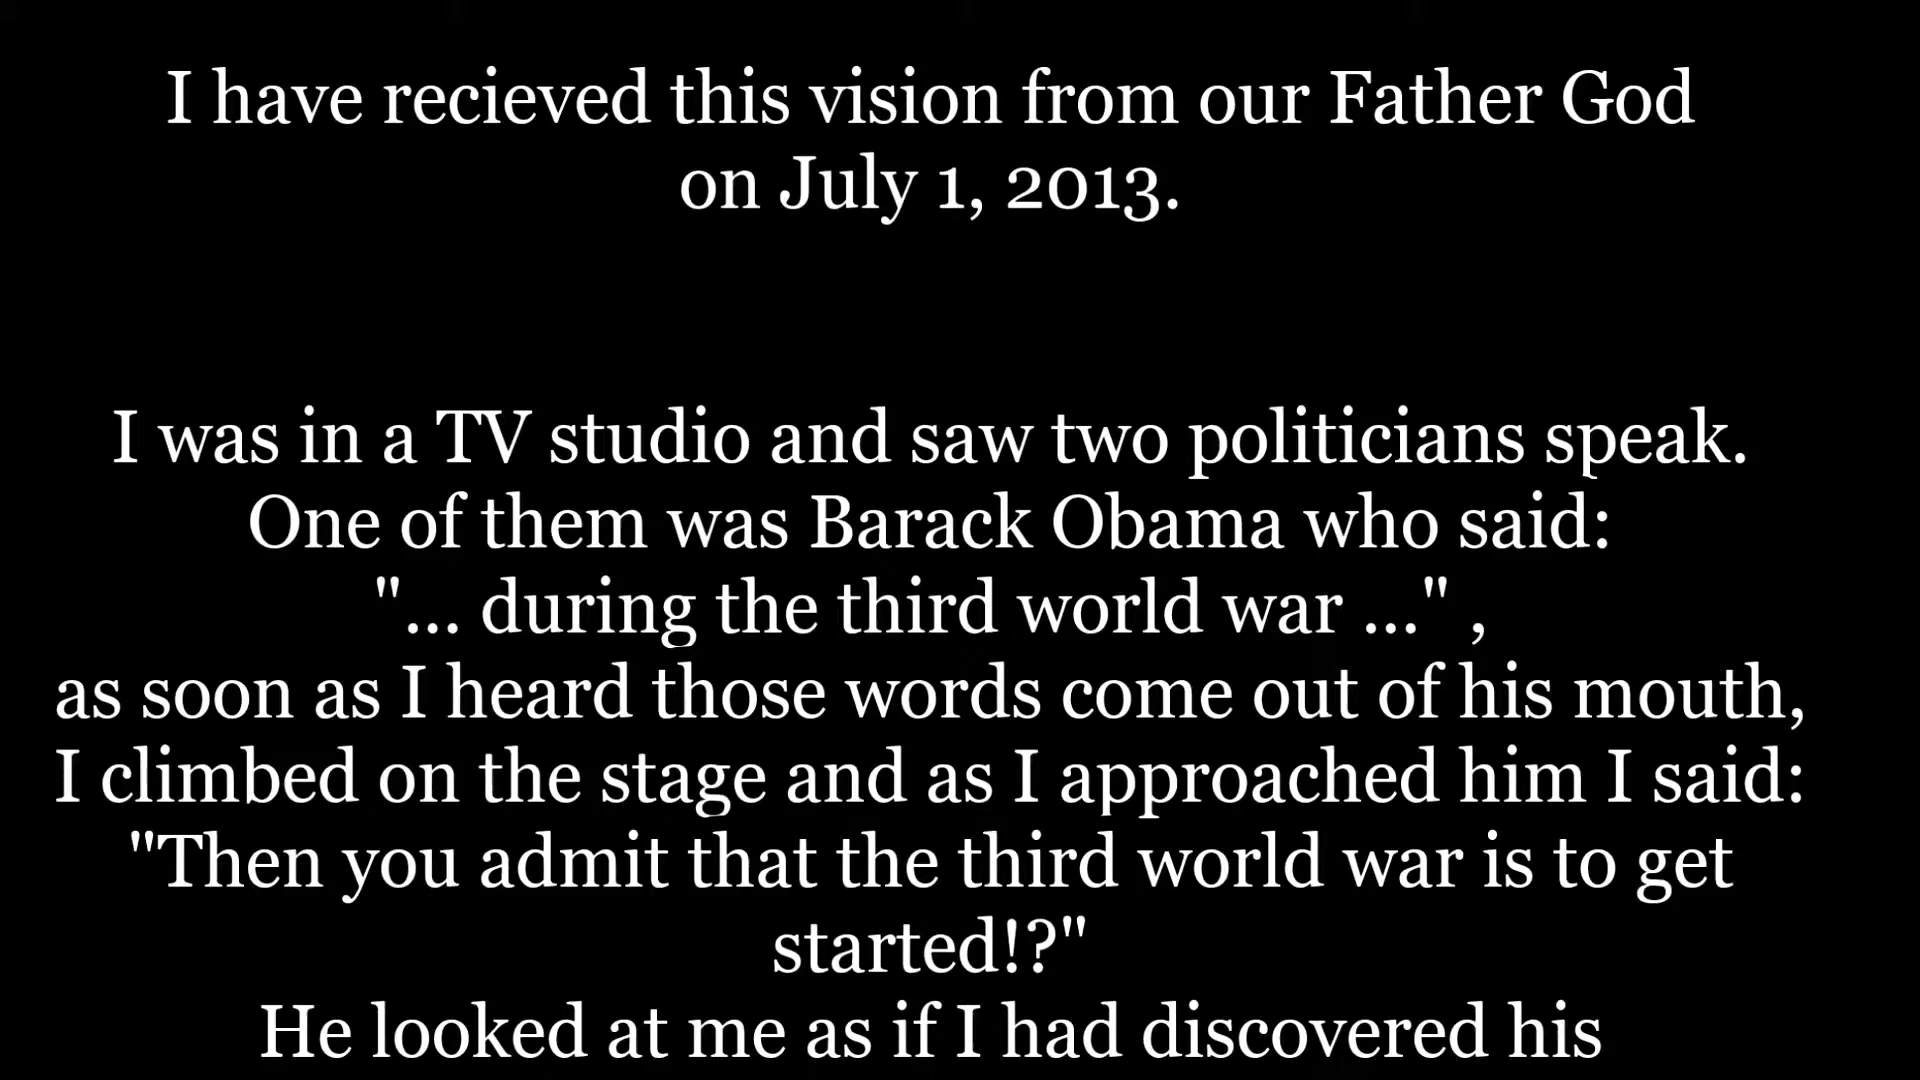 I have recieved this vision from our Father God
on July 1, 2013.
I was in a TV studio and saw two politicians speak.
One of them was Barack Obama who said:
"... during the third world war ..." ,
as soon as I heard those words come out of his mouth,
I climbed on the stage and as I approached him I said:
"Then you admit that the third world war is to get
started!?"
He looked at me as if I had discovered his